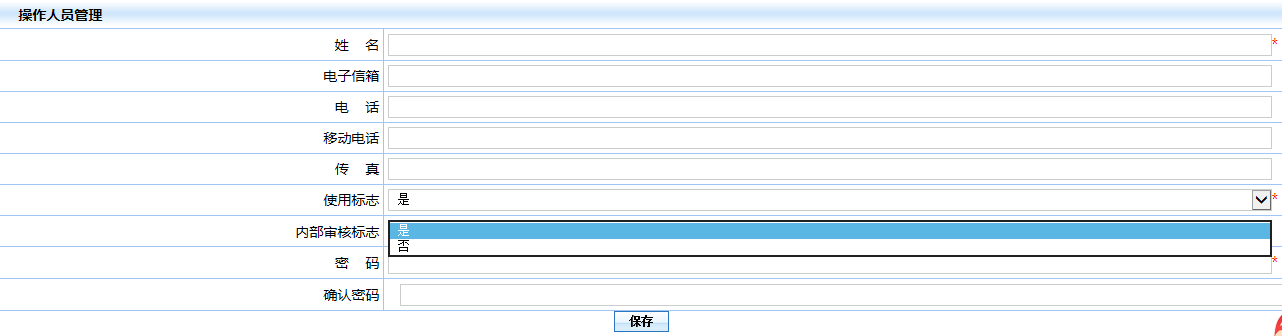 操作人员管理
姓 名 *
电子信箱
电 话
移动电话
传 真
使用标志 是 *
内部审核标志 是
否
密 码 *
确认密码
保存